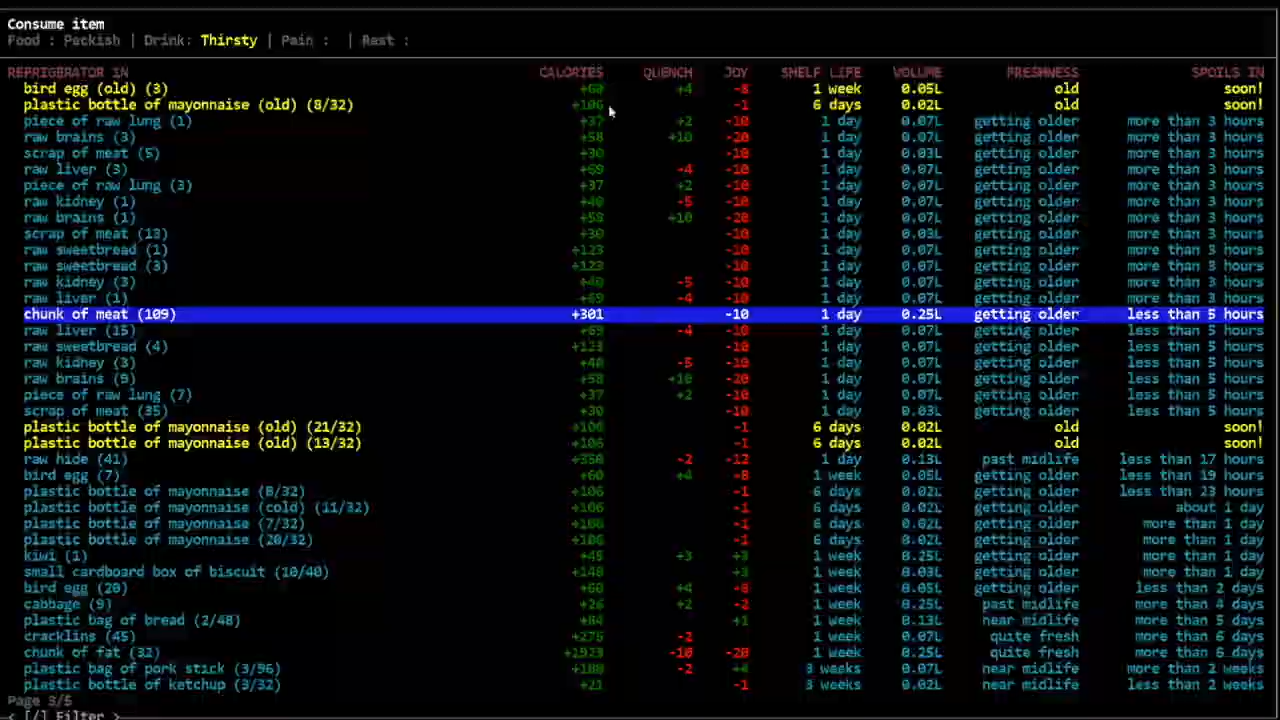 Consume item
Food : Peckish | Drink: Thirsty | Pain : | Rest :
REFRIGERATOR IN CALORIES QUENCH JOY SHELF LIFE VOLUME FRESHNESS SPOILS IN
bird egg (old) (3) +60 +4 -8 1 week 0.05L old soon!
plastic bottle of mayonnaise (old) (8/32) +106 -1 6 days 0.02L old soon!
piece of raw lung (1) +37 +2 -10 1 day 0.07L getting older more than 3 hours
raw brains (3) +58 +10 -20 1 day 0.07L getting older more than 3 hours
scrap of meat (5) +30 -10 1 day 0.03L getting older more than 3 hours
raw liver (3) +69 -4 -10 1 day 0.07L getting older more than 3 hours
piece of raw lung (3) +37 +2 -10 1 day 0.07L getting older more than 3 hours
raw kidney (1) +40 -5 -10 1 day 0.07L getting older more than 3 hours
raw brains (1) +58 +10 -20 1 day 0.07L getting older more than 3 hours
scrap of meat (13) +30 -10 1 day 0.03L getting older more than 3 hours
raw sweetbread (1) +123 -10 1 day 0.07L getting older more than 3 hours
raw sweetbread (3) +123 -10 1 day 0.07L getting older more than 3 hours
raw kidney (3) +40 -5 -10 1 day 0.07L getting older more than 3 hours
raw liver (1) +69 -4 -10 1 day 0.07L getting older more than 3 hours
chunk of meat (109) +301 -10 1 day 0.25L getting older less than 5 hours
raw liver (15) +69 -4 -10 1 day 0.07L getting older less than 5 hours
raw sweetbread (4) +123 -10 1 day 0.07L getting older less than 5 hours
raw kidney (3) +40 -5 -10 1 day 0.07L getting older less than 5 hours
raw brains (9) +58 +10 -20 1 day 0.07L getting older less than 5 hours
piece of raw lung (7) +37 +2 -10 1 day 0.07L getting older less than 5 hours
scrap of meat (35) +30 -10 1 day 0.03L getting older less than 5 hours
plastic bottle of mayonnaise (old) (21/32) +106 -1 6 days 0.02L old soon!
plastic bottle of mayonnaise (old) (13/32) +106 -1 6 days 0.02L old soon!
raw hide (41) +350 -2 -12 1 day 0.13L past midlife less than 17 hours
bird egg (7) +60 +4 -8 1 week 0.05L getting older less than 19 hours
plastic bottle of mayonnaise (8/32) +106 -1 6 days 0.02L getting older less than 23 hours
plastic bottle of mayonnaise (cold) (11/32) +106 -1 6 days 0.02L getting older about 1 day
plastic bottle of mayonnaise (7/32) +106 -1 6 days 0.02L getting older more than 1 day
plastic bottle of mayonnaise (20/32) +106 -1 6 days 0.02L getting older more than 1 day
kiwi (1) +45 +3 +3 1 week 0.25L getting older more than 1 day
small cardboard box of biscuit (10/40) +140 +3 1 week 0.03L getting older more than 1 day
bird egg (20) +60 +4 -8 1 week 0.05L getting older less than 2 days
cabbage (9) +26 +2 -2 1 week 0.25L past midlife more than 4 days
plastic bag of bread (2/48) +84 +1 1 week 0.13L near midlife more than 5 days
cracklins (45) +275 -2 1 week 0.07L quite fresh more than 6 days
chunk of fat (32) +1923 -10 -20 1 week 0.25L quite fresh more than 6 days
plastic bag of pork stick (3/96) +180 -2 +4 3 weeks 0.07L near midlife more than 2 weeks
plastic bottle of ketchup (3/32) +21 -1 3 weeks 0.02L near midlife less than 2 weeks
Page 3/5
< [/] Filter >